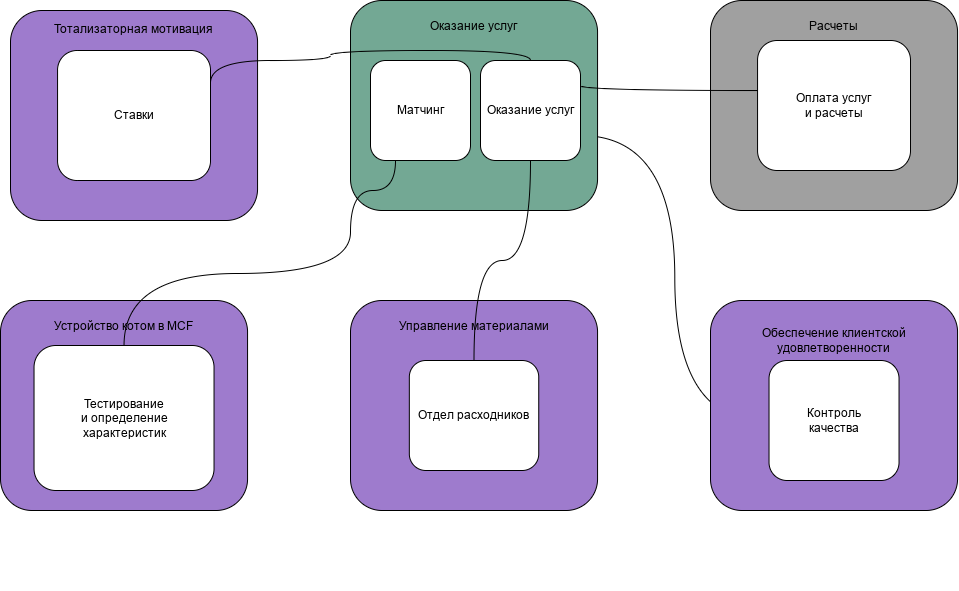 Тотализаторная мотивация
Ставки
Оказание услуг
Матчинг
Оказание услуг
Расчеты
Оплата услуг
и расчеты
Устройство котом в MCF
Тестирование
и определение
характеристик
Управление материалами
Отдел расходников
Обеспечение клиентской
удовлетворенности
Контроль
качества